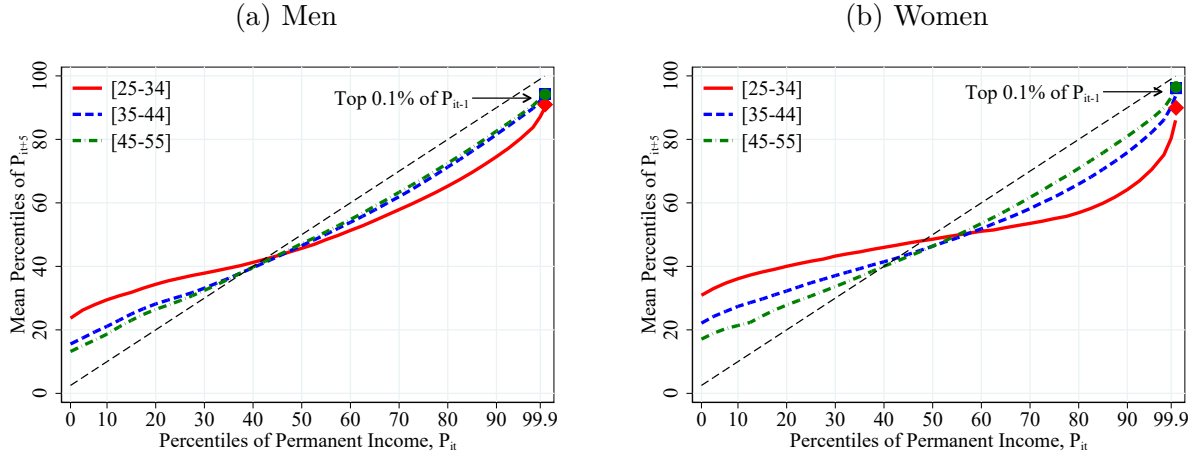 (a) Men
Mean Percentiles of P_it+5
100
80
60
40
20
0
[25-34]
[35-44]
[45-55]
Top 0.1% of P_it-1
0 10 20 30 40 50 60 70 80 90 99.9
Percentiles of Permanent Income, P_it
(b) Women
Mean Percentiles of P_it+5
100
80
60
40
20
0
[25-34]
[35-44]
[45-55]
Top 0.1% of P_it-1
0 10 20 30 40 50 60 70 80 90 99.9
Percentiles of Permanent Income, P_it